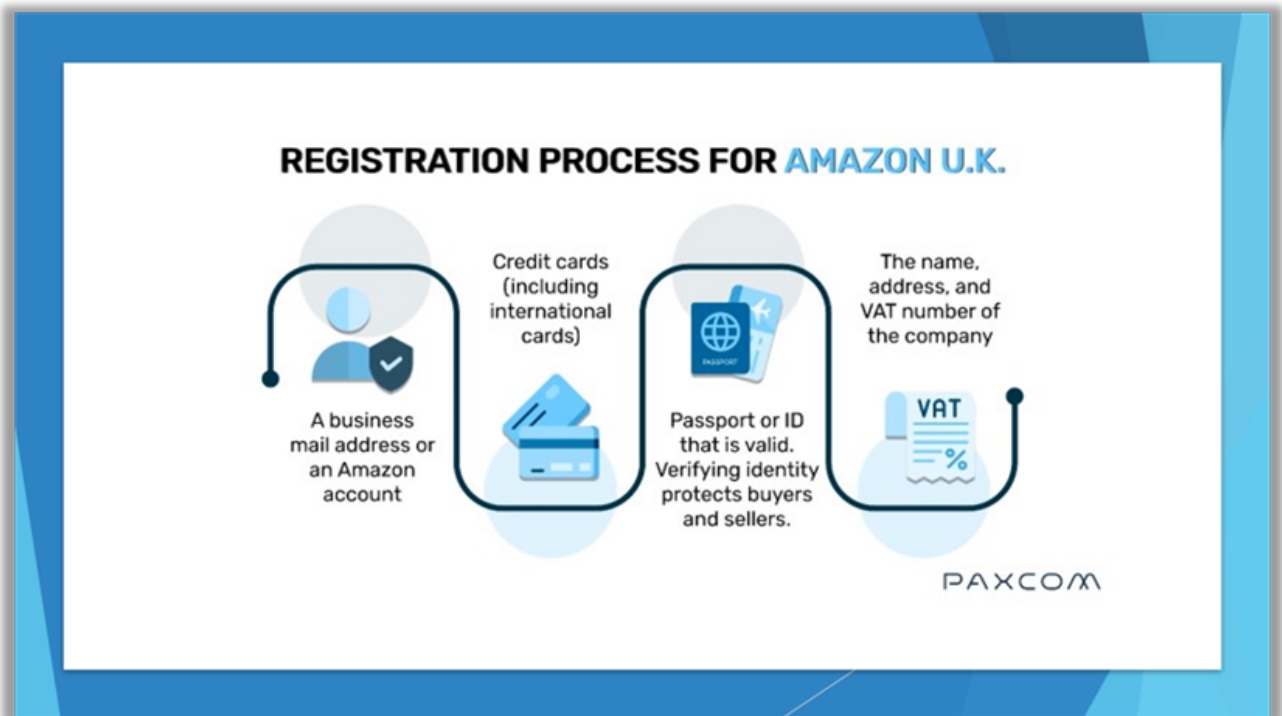 REGISTRATION PROCESS FOR AMAZON U.K.
A business
mail address or
an Amazon
account
Credit cards
(including
international
cards)
PASSPORT
Passport or ID
that is valid.
Verifying identity
protects buyers
and sellers.
The name,
address, and
VAT number of
the company
VAT
%
PAXCOM